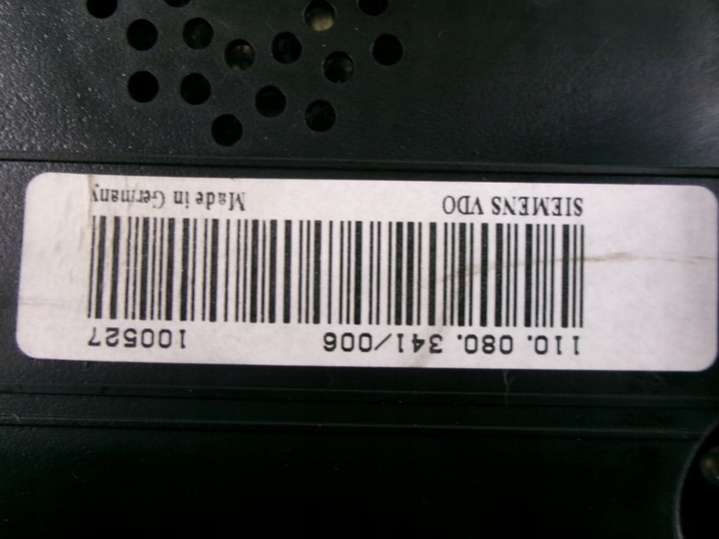 110. 080. 341/006 100527
SIEMENS VDO Made in Germany